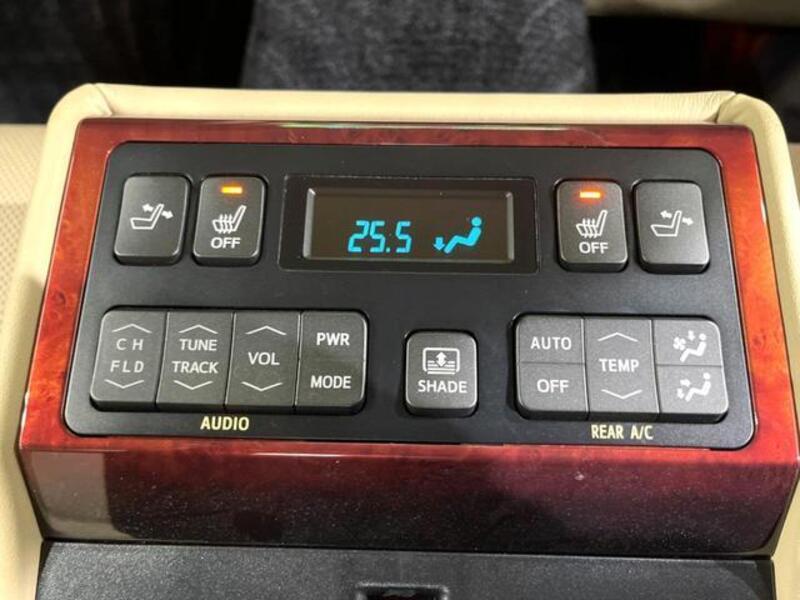 OFF
25.5
OFF
CH
FLD
TUNE
TRACK
VOL
PWR
MODE
SHADE
AUTO
OFF
TEMP
AUDIO
REAR A/C